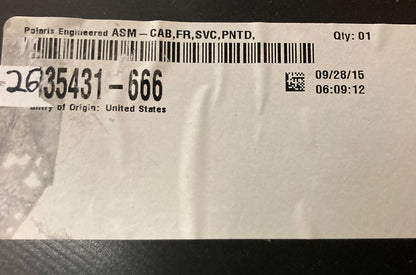 Polaris Engineered ASM-CAB,FR,SVC,PNTD, Qty: 01
2635431-666 09/28/15
06:09:12
ntry of Origin: United States